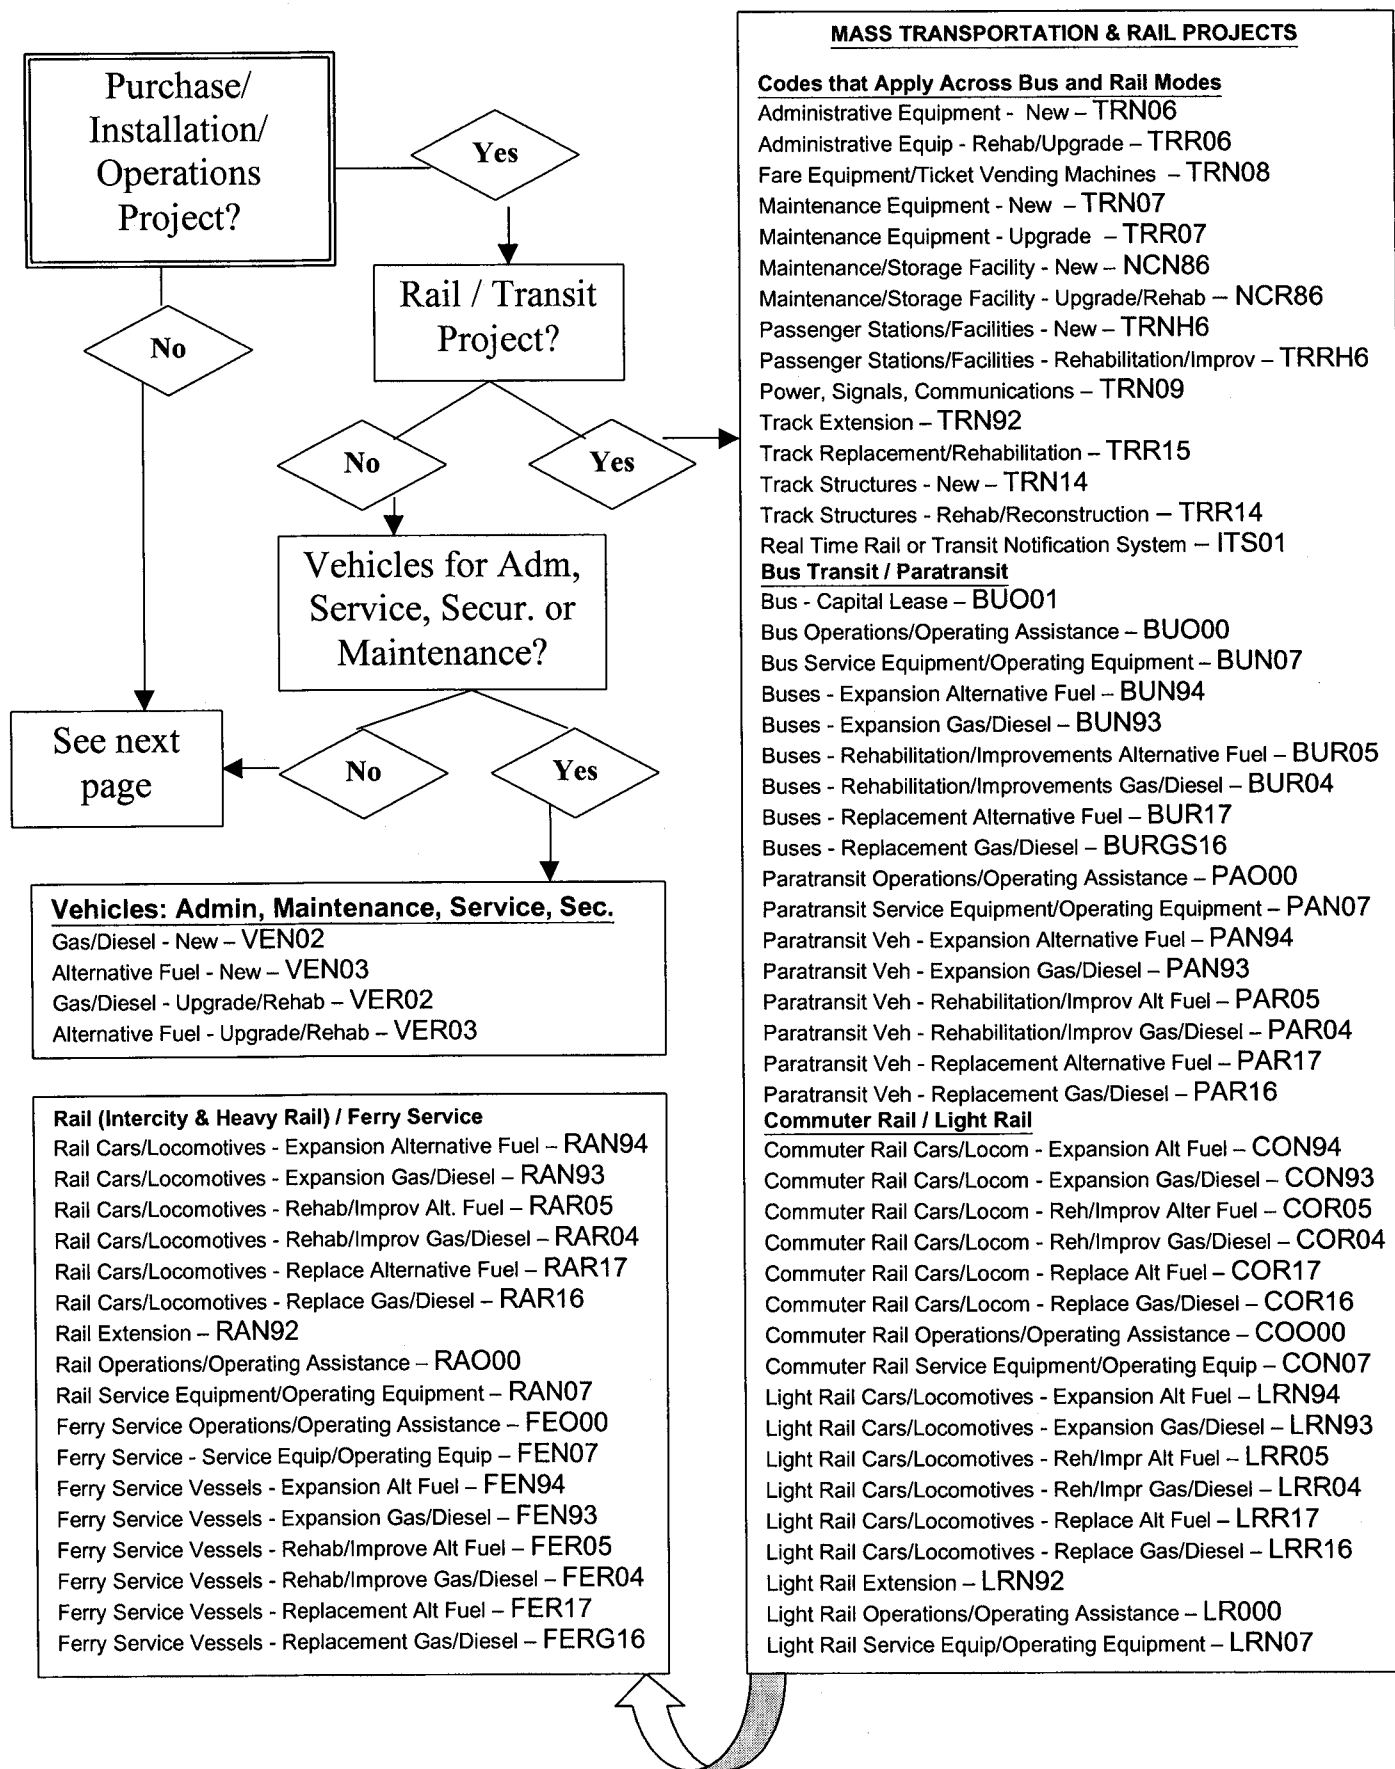 Purchase/
Installation/
Operations
Project?
Yes
No
Rail / Transit
Project?
No
Yes
Vehicles for Adm,
Service, Secur. or
Maintenance?
See next
page
No
Yes
Vehicles: Admin, Maintenance, Service, Sec.
Gas/Diesel - New – VEN02
Alternative Fuel - New – VEN03
Gas/Diesel - Upgrade/Rehab – VER02
Alternative Fuel - Upgrade/Rehab – VER03
Rail (Intercity & Heavy Rail) / Ferry Service
Rail Cars/Locomotives - Expansion Alternative Fuel – RAN94
Rail Cars/Locomotives - Expansion Gas/Diesel – RAN93
Rail Cars/Locomotives - Rehab/Improv Alt. Fuel – RAR05
Rail Cars/Locomotives - Rehab/Improv Gas/Diesel – RAR04
Rail Cars/Locomotives - Replace Alternative Fuel – RAR17
Rail Cars/Locomotives - Replace Gas/Diesel – RAR16
Rail Extension – RAN92
Rail Operations/Operating Assistance – RAO00
Rail Service Equipment/Operating Equipment – RAN07
Ferry Service Operations/Operating Assistance – FEO00
Ferry Service - Service Equip/Operating Equip – FEN07
Ferry Service Vessels - Expansion Alt Fuel – FEN94
Ferry Service Vessels - Expansion Gas/Diesel – FEN93
Ferry Service Vessels - Rehab/Improve Alt Fuel – FER05
Ferry Service Vessels - Rehab/Improve Gas/Diesel – FER04
Ferry Service Vessels - Replacement Alt Fuel – FER17
Ferry Service Vessels - Replacement Gas/Diesel – FERG16
MASS TRANSPORTATION & RAIL PROJECTS
Codes that Apply Across Bus and Rail Modes
Administrative Equipment - New – TRN06
Administrative Equip - Rehab/Upgrade – TRR06
Fare Equipment/Ticket Vending Machines – TRN08
Maintenance Equipment - New – TRN07
Maintenance Equipment - Upgrade – TRR07
Maintenance/Storage Facility - New – NCN86
Maintenance/Storage Facility - Upgrade/Rehab – NCR86
Passenger Stations/Facilities - New – TRNH6
Passenger Stations/Facilities - Rehabilitation/Improv – TRRH6
Power, Signals, Communications – TRN09
Track Extension – TRN92
Track Replacement/Rehabilitation – TRR15
Track Structures - New – TRN14
Track Structures - Rehab/Reconstruction – TRR14
Real Time Rail or Transit Notification System – ITS01
Bus Transit / Paratransit
Bus - Capital Lease – BUO01
Bus Operations/Operating Assistance – BUO00
Bus Service Equipment/Operating Equipment – BUN07
Buses - Expansion Alternative Fuel – BUN94
Buses - Expansion Gas/Diesel – BUN93
Buses - Rehabilitation/Improvements Alternative Fuel – BUR05
Buses - Rehabilitation/Improvements Gas/Diesel – BUR04
Buses - Replacement Alternative Fuel – BUR17
Buses - Replacement Gas/Diesel – BURGS16
Paratransit Operations/Operating Assistance – PAO00
Paratransit Service Equipment/Operating Equipment – PAN07
Paratransit Veh - Expansion Alternative Fuel – PAN94
Paratransit Veh - Expansion Gas/Diesel – PAN93
Paratransit Veh - Rehabilitation/Improv Alt Fuel – PAR05
Paratransit Veh - Rehabilitation/Improv Gas/Diesel – PAR04
Paratransit Veh - Replacement Alternative Fuel – PAR17
Paratransit Veh - Replacement Gas/Diesel – PAR16
Commuter Rail / Light Rail
Commuter Rail Cars/Locom - Expansion Alt Fuel – CON94
Commuter Rail Cars/Locom - Expansion Gas/Diesel – CON93
Commuter Rail Cars/Locom - Reh/Improv Alter Fuel – COR05
Commuter Rail Cars/Locom - Reh/Improv Gas/Diesel – COR04
Commuter Rail Cars/Locom - Replace Alt Fuel – COR17
Commuter Rail Cars/Locom - Replace Gas/Diesel – COR16
Commuter Rail Operations/Operating Assistance – COO00
Commuter Rail Service Equipment/Operating Equip – CON07
Light Rail Cars/Locomotives - Expansion Alt Fuel – LRN94
Light Rail Cars/Locomotives - Expansion Gas/Diesel – LRN93
Light Rail Cars/Locomotives - Reh/Impr Alt Fuel – LRR05
Light Rail Cars/Locomotives - Reh/Impr Gas/Diesel – LRR04
Light Rail Cars/Locomotives - Replace Alt Fuel – LRR17
Light Rail Cars/Locomotives - Replace Gas/Diesel – LRR16
Light Rail Extension – LRN92
Light Rail Operations/Operating Assistance – LR000
Light Rail Service Equip/Operating Equipment – LRN07